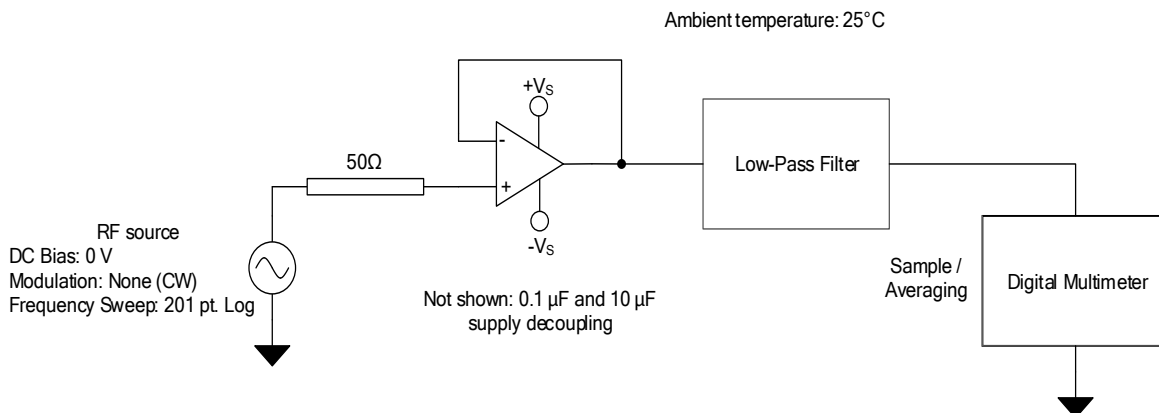 Ambient temperature: 25°C
+VS
-
50Ω
+
-VS
Low-Pass Filter
RF source
DC Bias: 0 V
Modulation: None (CW)
Frequency Sweep: 201 pt. Log
Not shown: 0.1 µF and 10 µF
supply decoupling
Sample /
Averaging
Digital Multimeter